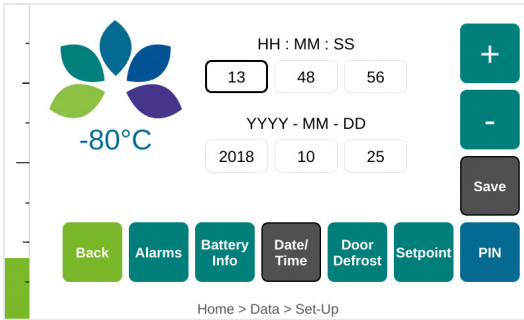 HH : MM : SS
13 48 56
+
YYYY - MM - DD
-
-80°C
2018 10 25
Save
Back
Alarms
Battery
Info
Date/
Time
Door
Defrost
Setpoint
PIN
Home > Data > Set-Up